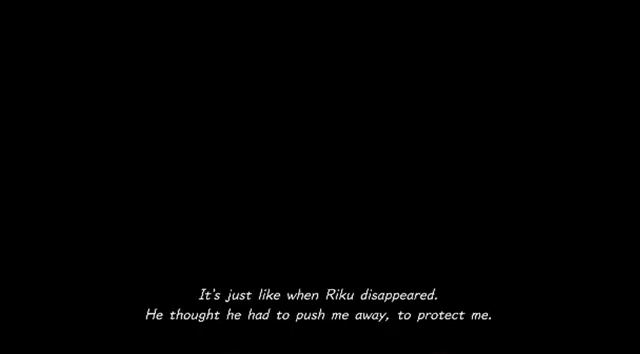 It's just like when Riku disappeared.
He thought he had to push me away, to protect me.